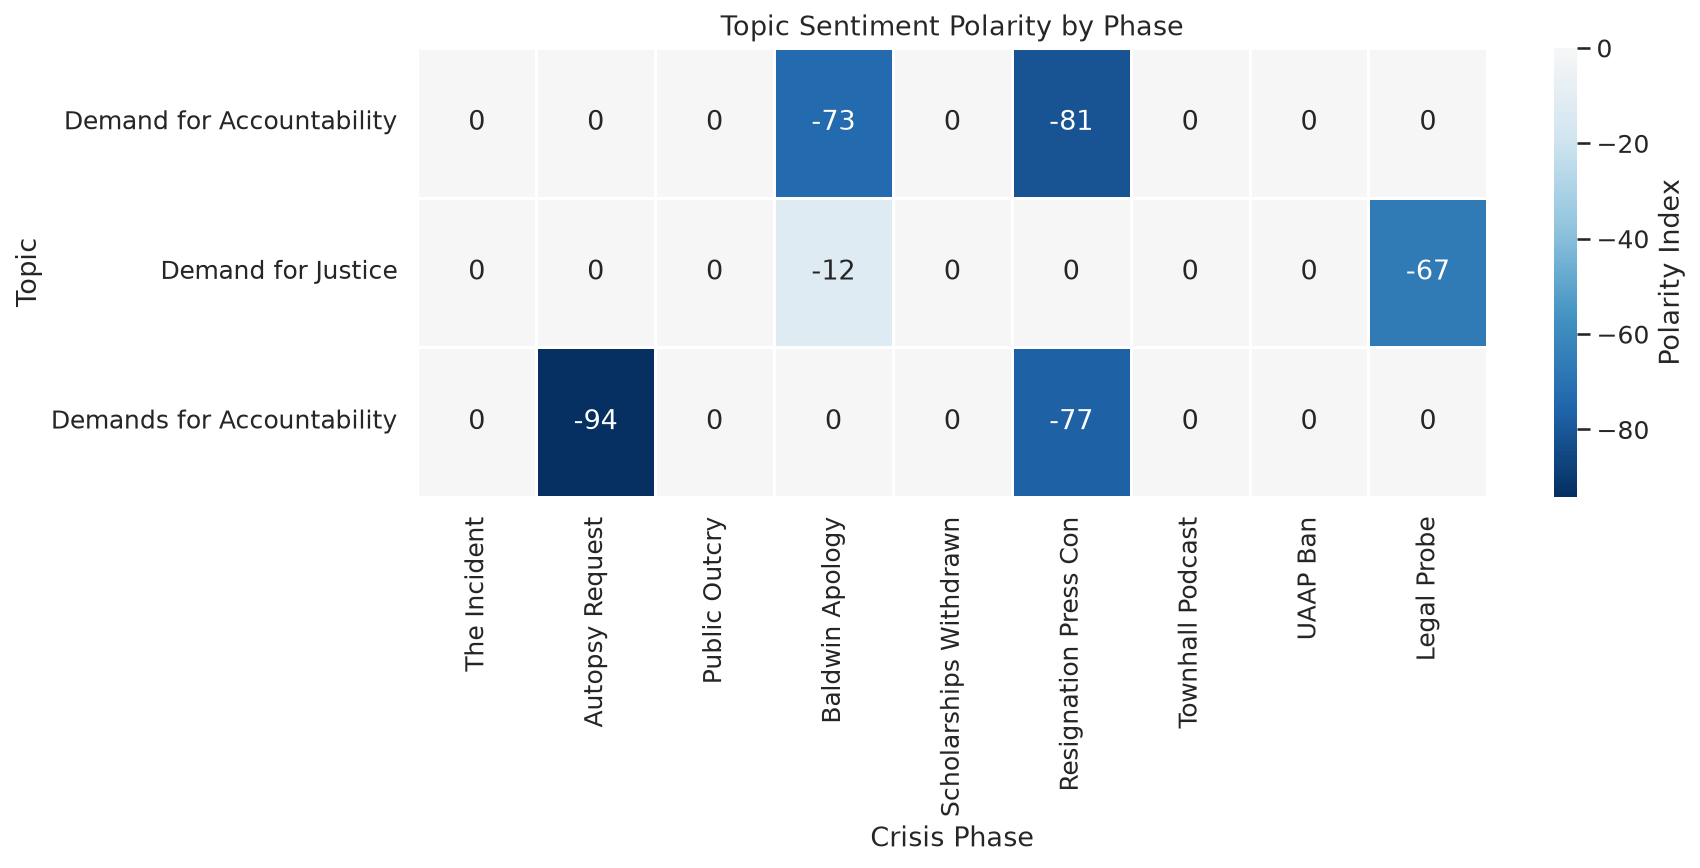 Topic Sentiment Polarity by Phase
Topic
Demand for Accountability 0 0 0 -73 0 -81 0 0 0
Demand for Justice 0 0 0 -12 0 0 0 0 -67
Demands for Accountability 0 -94 0 0 0 -77 0 0 0
The Incident
Autopsy Request
Public Outcry
Baldwin Apology
Scholarships Withdrawn
Resignation Press Con
Townhall Podcast
UAAP Ban
Legal Probe
Crisis Phase
0
−20
−40
−60
−80
Polarity Index